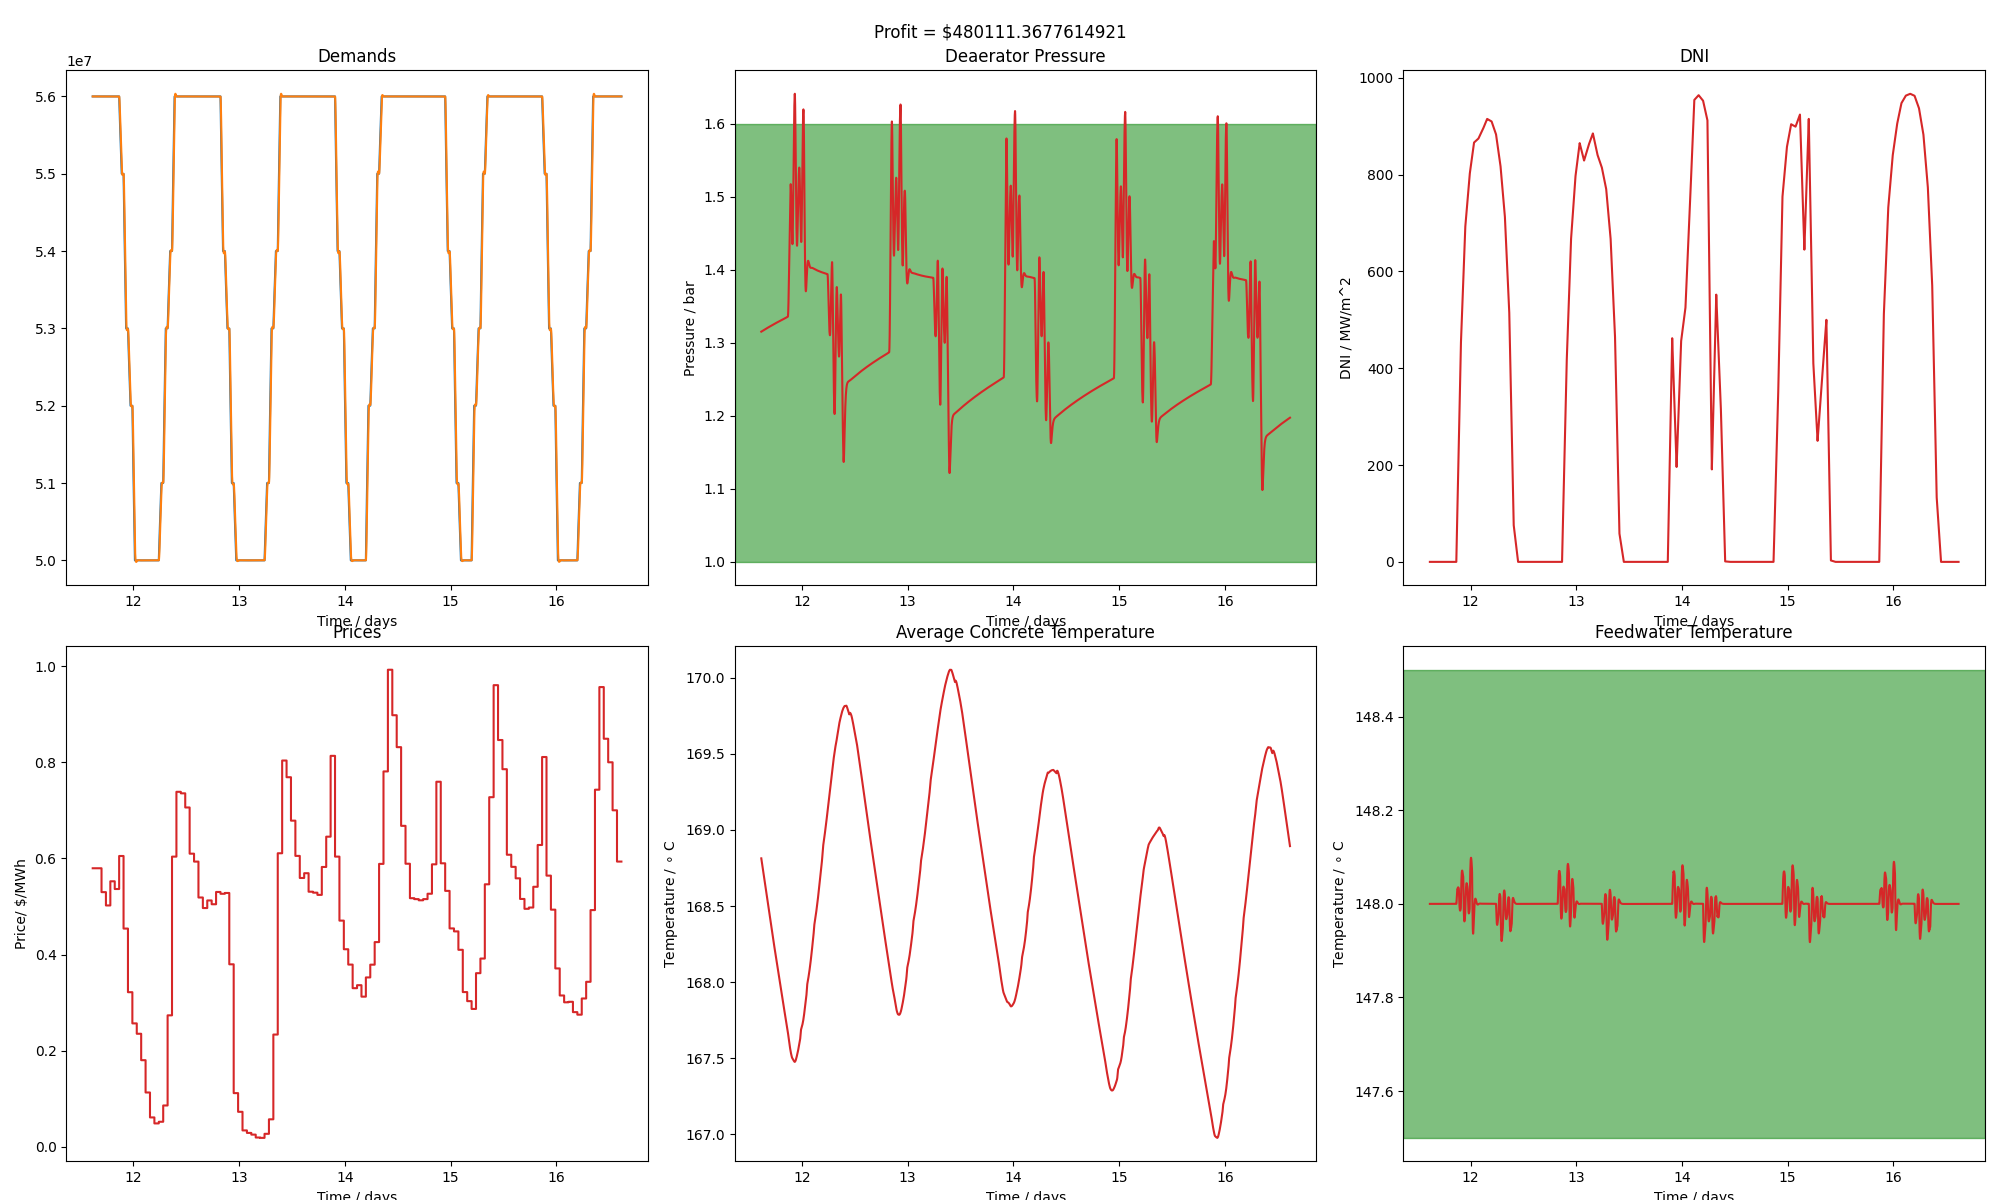 Profit = $480111.3677614921
Demands
1e7
5.6
5.5
5.4
5.3
5.2
5.1
5.0
12 13 14 15 16
Time / days
Deaerator Pressure
Pressure / bar
1.6
1.5
1.4
1.3
1.2
1.1
1.0
12 13 14 15 16
Time / days
DNI
DNI / MW/m^2
1000
800
600
400
200
0
12 13 14 15 16
Time / days
Prices
Price/ $/MWh
1.0
0.8
0.6
0.4
0.2
0.0
12 13 14 15 16
Time / days
Average Concrete Temperature
Temperature / ∘ C
170.0
169.5
169.0
168.5
168.0
167.5
167.0
12 13 14 15 16
Time / days
Feedwater Temperature
Temperature / ∘ C
148.4
148.2
148.0
147.8
147.6
12 13 14 15 16
Time / days